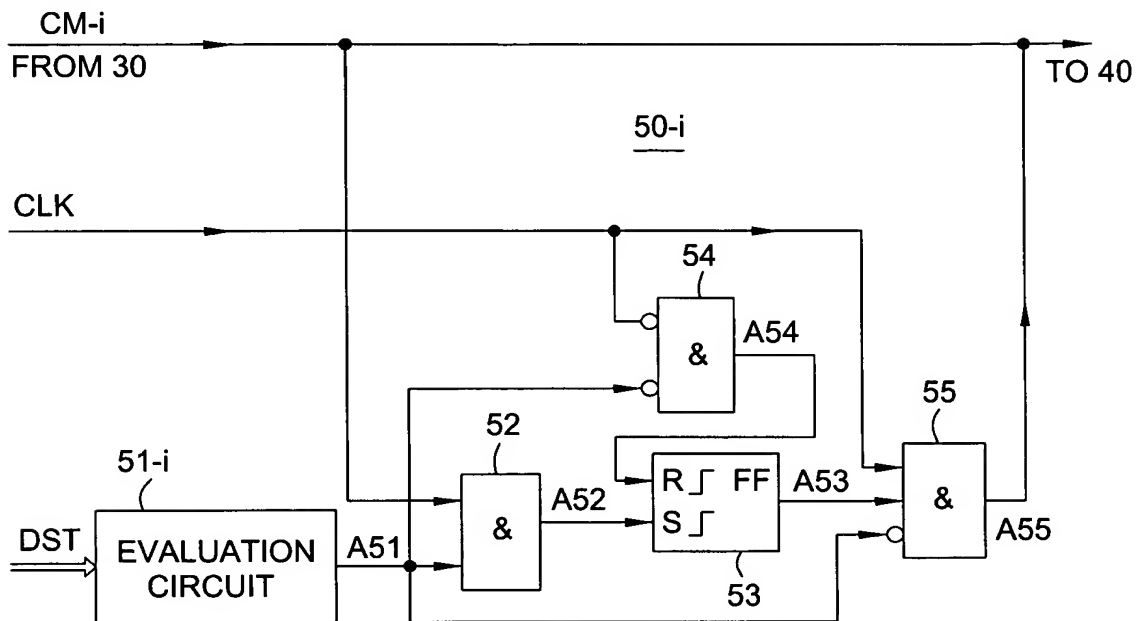 CM-i
FROM 30
TO 40
50-i
CLK
54
&
A54
52
&
A52
55
&
A55
51-i
DST
EVALUATION
CIRCUIT
A51
R FF
S
A53
53